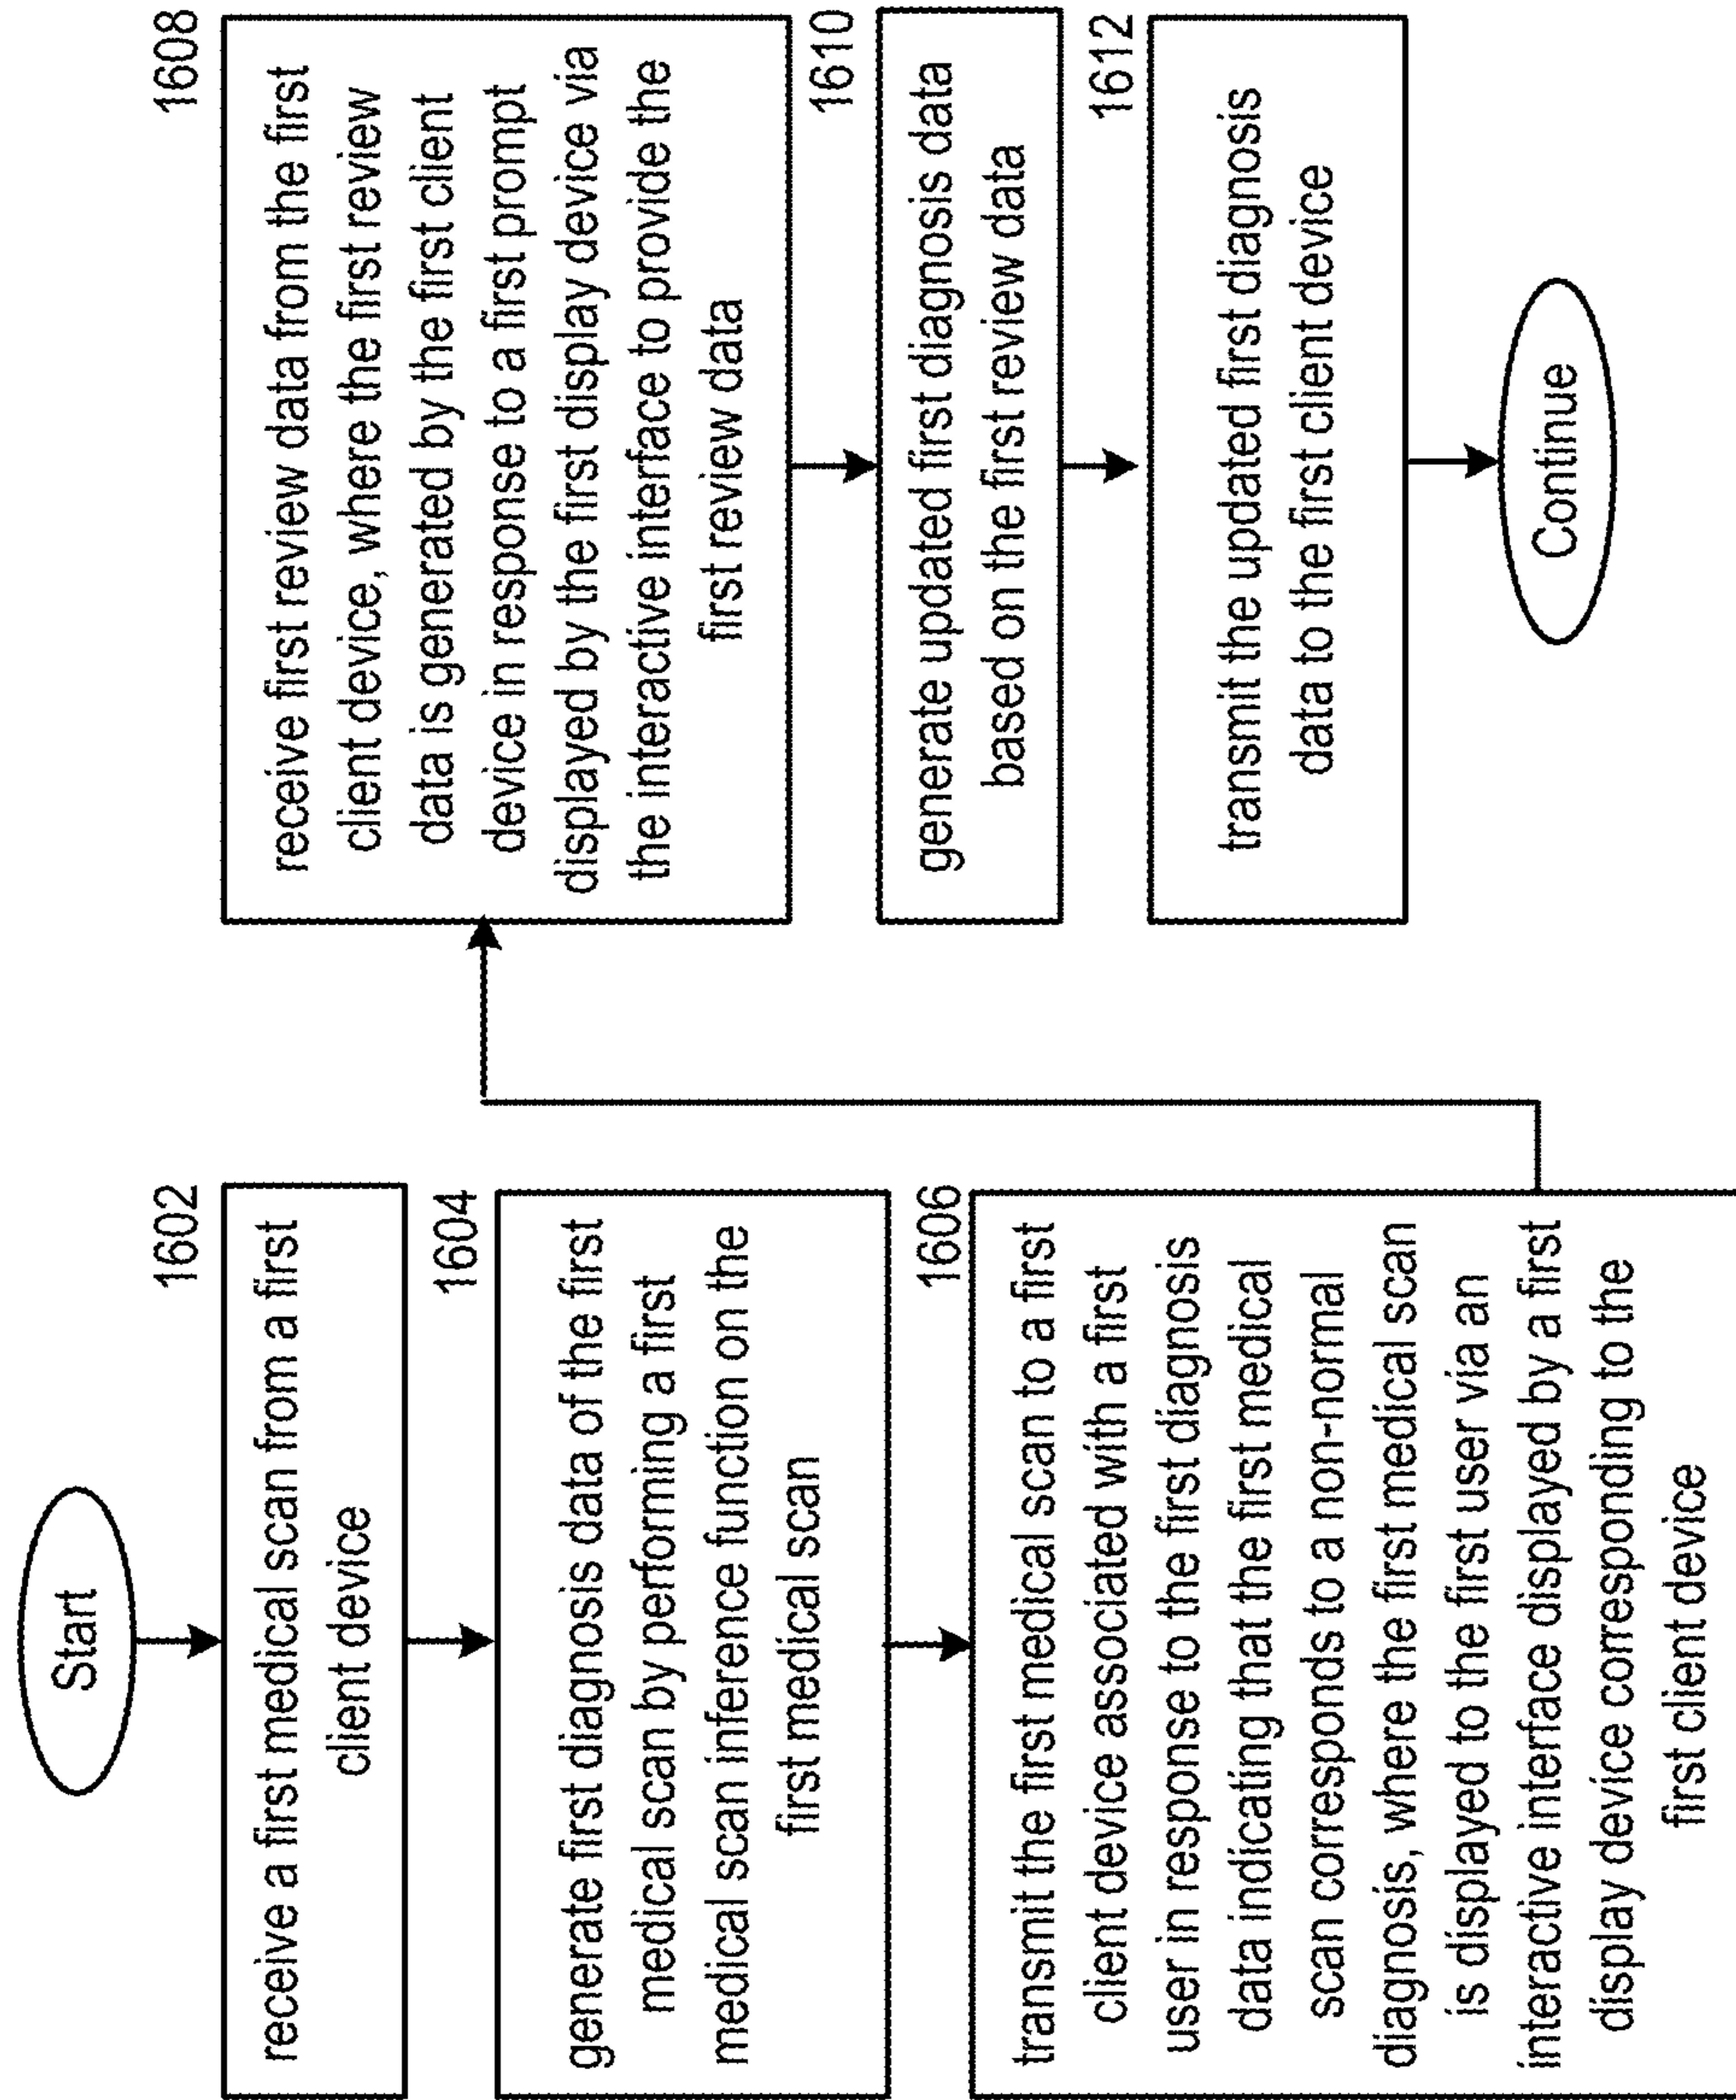 Start
1602
receive a first medical scan from a first
client device
1604
generate first diagnosis data of the first
medical scan by performing a first
medical scan inference function on the
first medical scan
1606
transmit the first medical scan to a first
client device associated with a first
user in response to the first diagnosis
data indicating that the first medical
scan corresponds to a non-normal
diagnosis, where the first medical scan
is displayed to the first user via an
interactive interface displayed by a first
display device corresponding to the
first client device
1608
receive first review data from the first
client device, where the first review
data is generated by the first client
device in response to a first prompt
displayed by the first display device via
the interactive interface to provide the
first review data
1610
generate updated first diagnosis data
based on the first review data
1612
transmit the updated first diagnosis
data to the first client device
Continue